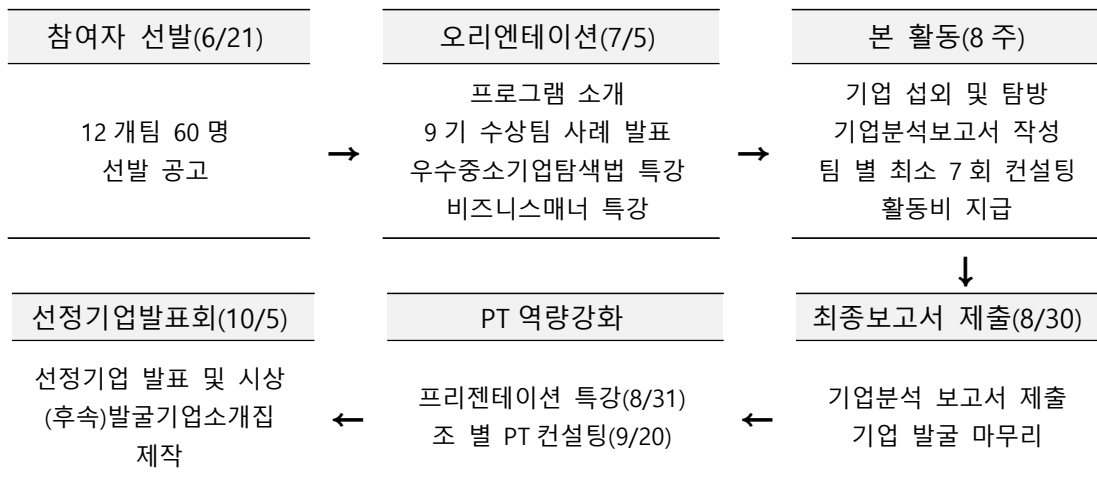 참여자 선발(6/21)
12 개팀 60 명
선발 공고
→
오리엔테이션(7/5)
프로그램 소개
9 기 수상팀 사례 발표
우수중소기업탐색법 특강
비즈니스매너 특강
→
본 활동(8 주)
기업 섭외 및 탐방
기업분석보고서 작성
팀 별 최소 7 회 컨설팅
활동비 지급
↓
최종보고서 제출(8/30)
기업분석 보고서 제출
기업 발굴 마무리
←
PT 역량강화
프리젠테이션 특강(8/31)
조 별 PT 컨설팅(9/20)
←
선정기업발표회(10/5)
선정기업 발표 및 시상
(후속)발굴기업소개집
제작